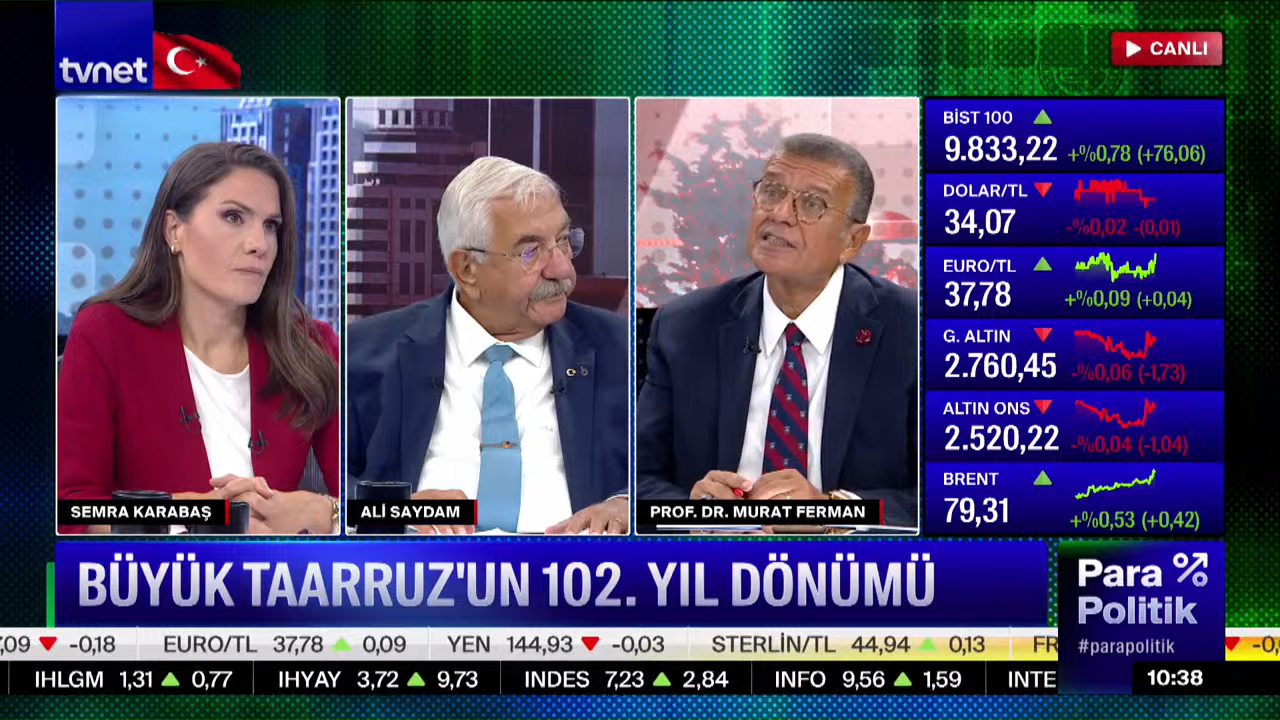 tvnet
CANLI
BİST 100
9.833,22 +%0,78 (+76,06)
DOLAR/TL
34,07 -%0,02 -(0,01)
EURO/TL
37,78 +%0,09 (+0,04)
G. ALTIN
2.760,45 -%0,06 (-1,73)
ALTIN ONS
2.520,22 -%0,04 (-1,04)
BRENT
79,31 +%0,53 (+0,42)
SEMRA KARABAŞ
ALİ SAYDAM
PROF. DR. MURAT FERMAN
BÜYÜK TAARRUZ'UN 102. YIL DÖNÜMÜ
Para %
Politik
#parapolitik
7,09 -0,18 EURO/TL 37,78 0,09 YEN 144,93 -0,03 STERLİN/TL 44,94 0,13 FR -0,
IHLGM 1,31 0,77 IHYAY 3,72 9,73 INDES 7,23 2,84 INFO 9,56 1,59 INTE
10:38